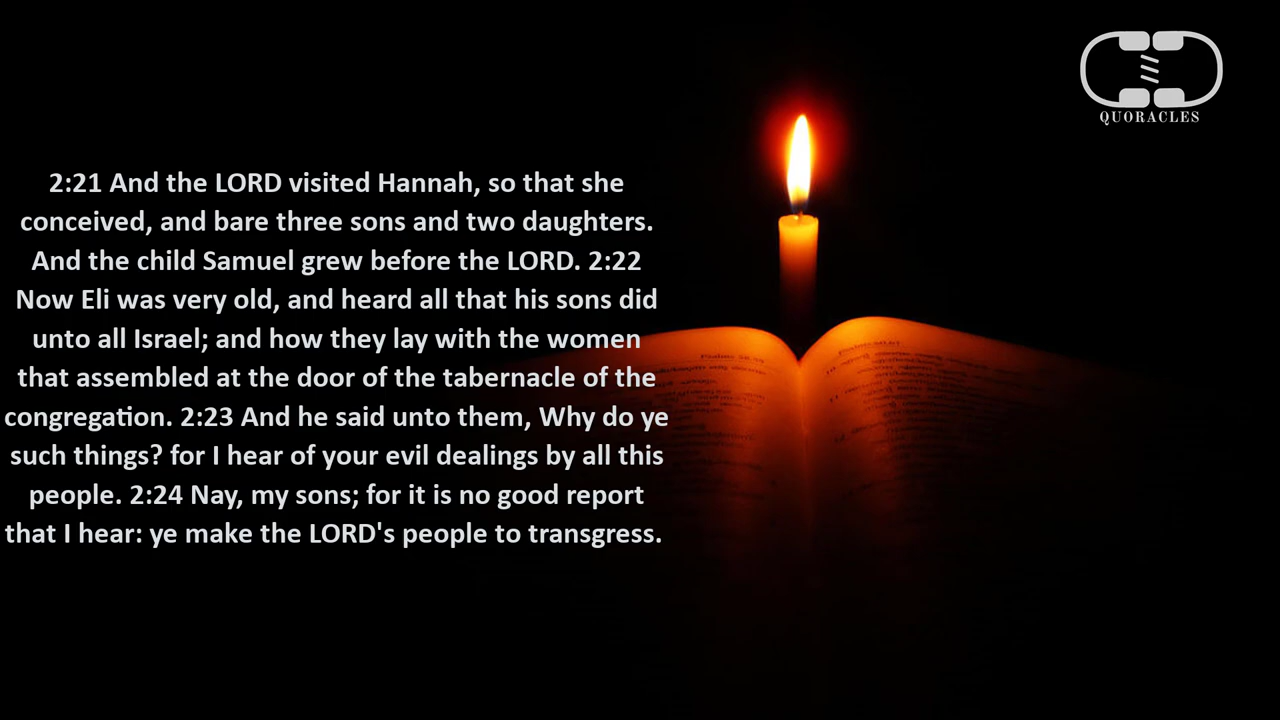 QUORACLES
2:21 And the LORD visited Hannah, so that she
conceived, and bare three sons and two daughters.
And the child Samuel grew before the LORD. 2:22
Now Eli was very old, and heard all that his sons did
unto all Israel; and how they lay with the women
that assembled at the door of the tabernacle of the
congregation. 2:23 And he said unto them, Why do ye
such things? for I hear of your evil dealings by all this
people. 2:24 Nay, my sons; for it is no good report
that I hear: ye make the LORD's people to transgress.